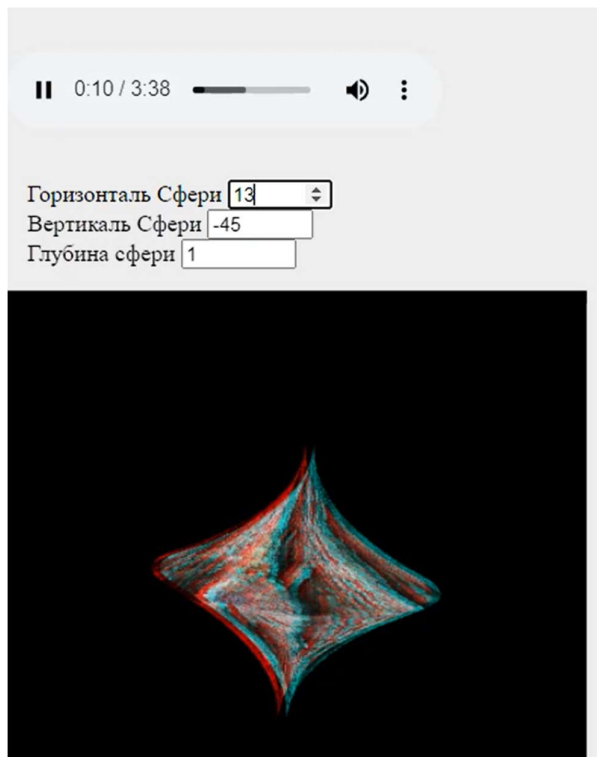 0:10 / 3:38
Горизонталь Сфери 13
Вертикаль Сфери -45
Глубина сфери 1